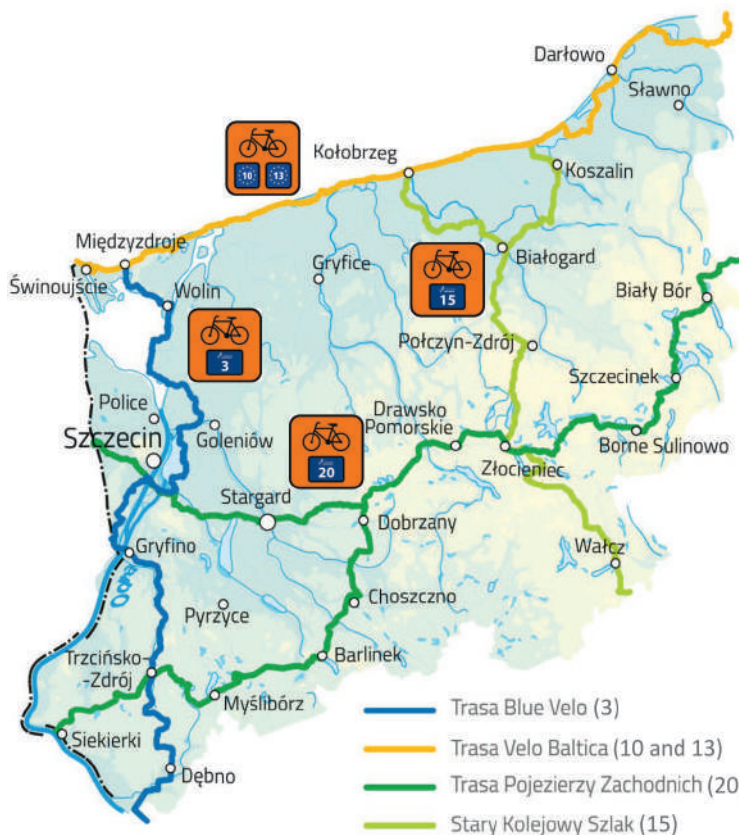 Darłowo
Sławno
10 13
Kołobrzeg
Koszalin
Międzyzdroje
Świnoujście
Wolin
Gryfice
Białogard
15
Biały Bór
3
Połczyn-Zdrój
Szczecinek
Police
Szczecin
Goleniów
Drawsko
Pomorskie
20
Złocieniec
Borne Sulinowo
Stargard
Dobrzany
Wałcz
Gryfino
Odra
Pyrzyce
Choszczno
Trzcińsko-
-Zdrój
Barlinek
Myślibórz
Siekierki
Dębno
Trasa Blue Velo (3)
Trasa Velo Baltica (10 and 13)
Trasa Pojezierzy Zachodnich (20
Stary Kolejowy Szlak (15)